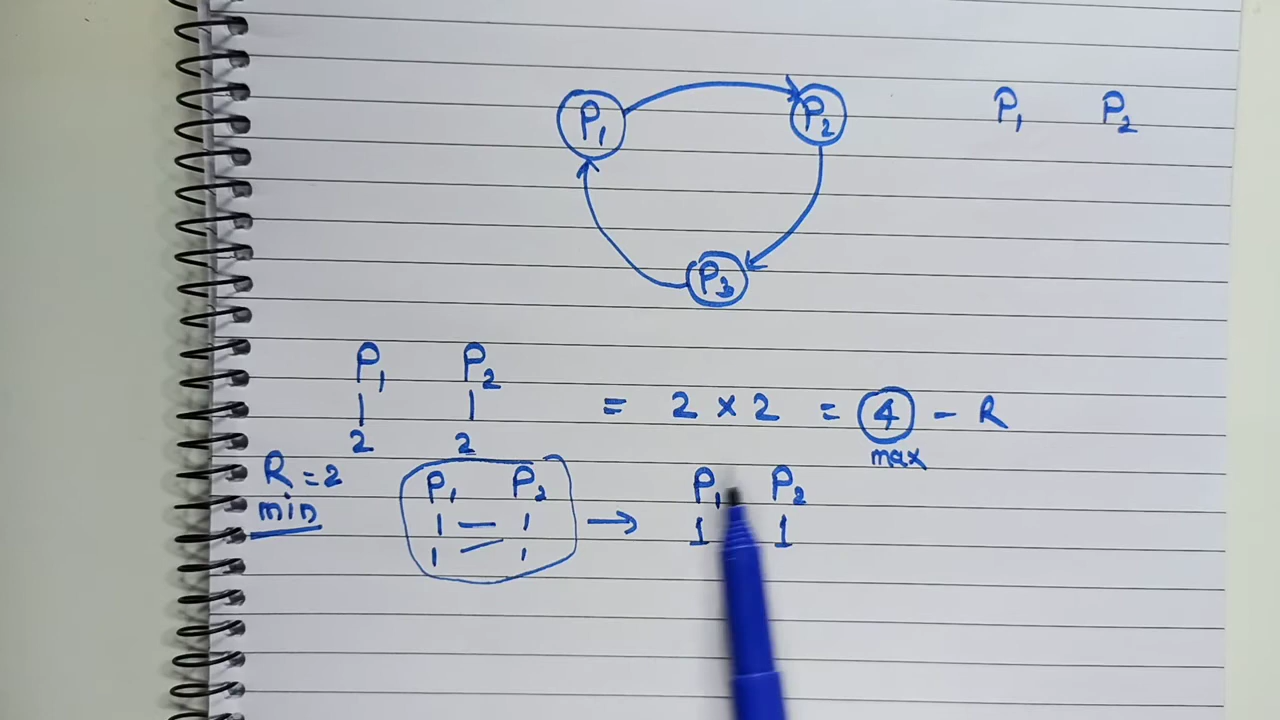 P₁ P₂ P₁ P₂
P₃
P₁ P₂
| |
2 2
= 2 × 2 = 4 - R
max
R = 2
min
P₁ P₂ → P₁ P₂
1 — 1 1 1
1 — 1